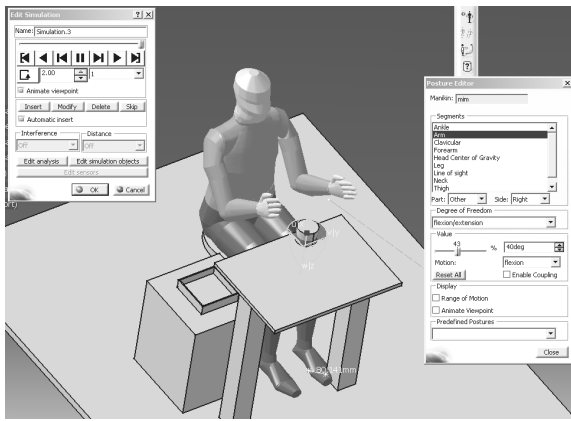 Edit Simulation
Name: Simulation.3
2.00
1
Animate viewpoint
Insert
Modify
Delete
Skip
Automatic insert
Interference
Distance
Off
Off
Edit analysis
Edit simulation objects
Edit sensors
OK
Cancel
Posture Editor
Manikin: mim
Segments
Ankle
Arm
Clavicular
Forearm
Head Center of Gravity
Leg
Line of sight
Neck
Thigh
Part: Other
Side: Right
Degree of Freedom
flexion/extension
Value
43
%
40deg
Motion:
flexion
Reset All
Enable Coupling
Display
Range of Motion
Animate Viewpoint
Predefined Postures
Close